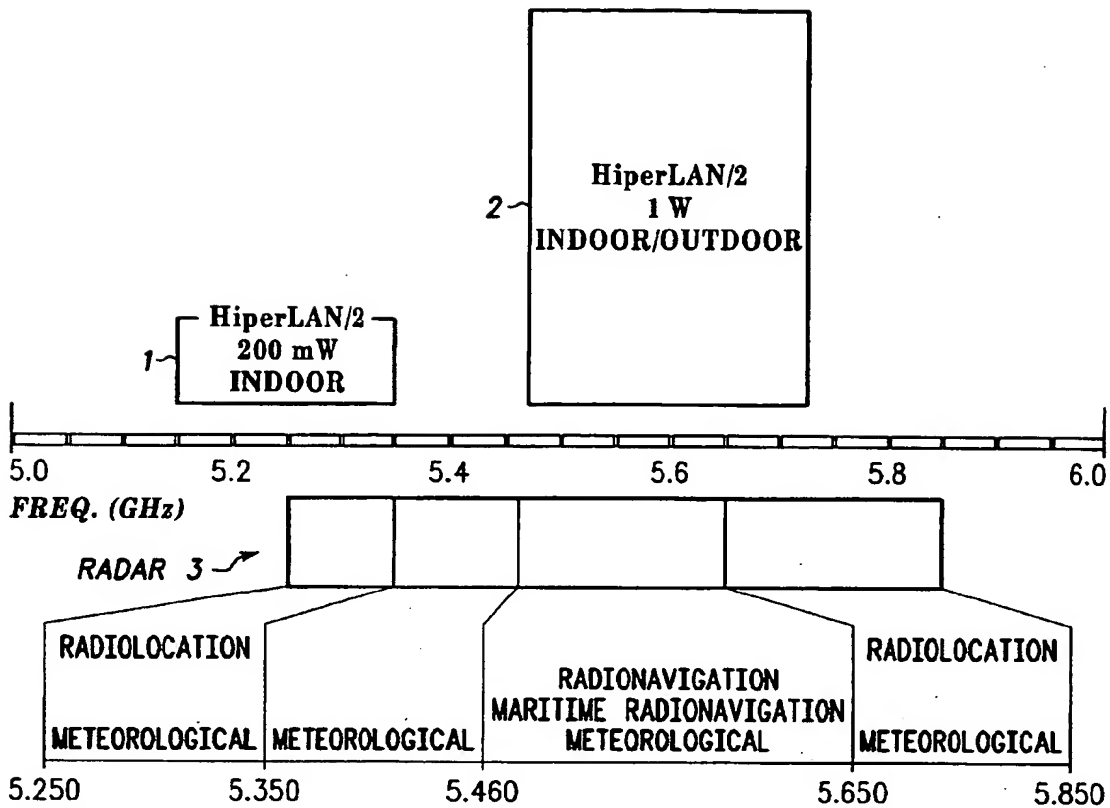 HiperLAN/2
1 W
INDOOR/OUTDOOR
2
HiperLAN/2
200 mW
INDOOR
1
5.0 5.2 5.4 5.6 5.8 6.0
FREQ. (GHz)
RADAR 3
RADIOLOCATION
METEOROLOGICAL
METEOROLOGICAL
RADIONAVIGATION
MARITIME RADIONAVIGATION
METEOROLOGICAL
RADIOLOCATION
METEOROLOGICAL
5.250 5.350 5.460 5.650 5.850